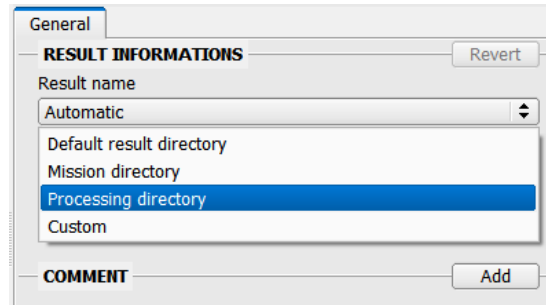 General
RESULT INFORMATIONS Revert
Result name
Automatic
Default result directory
Mission directory
Processing directory
Custom
COMMENT Add